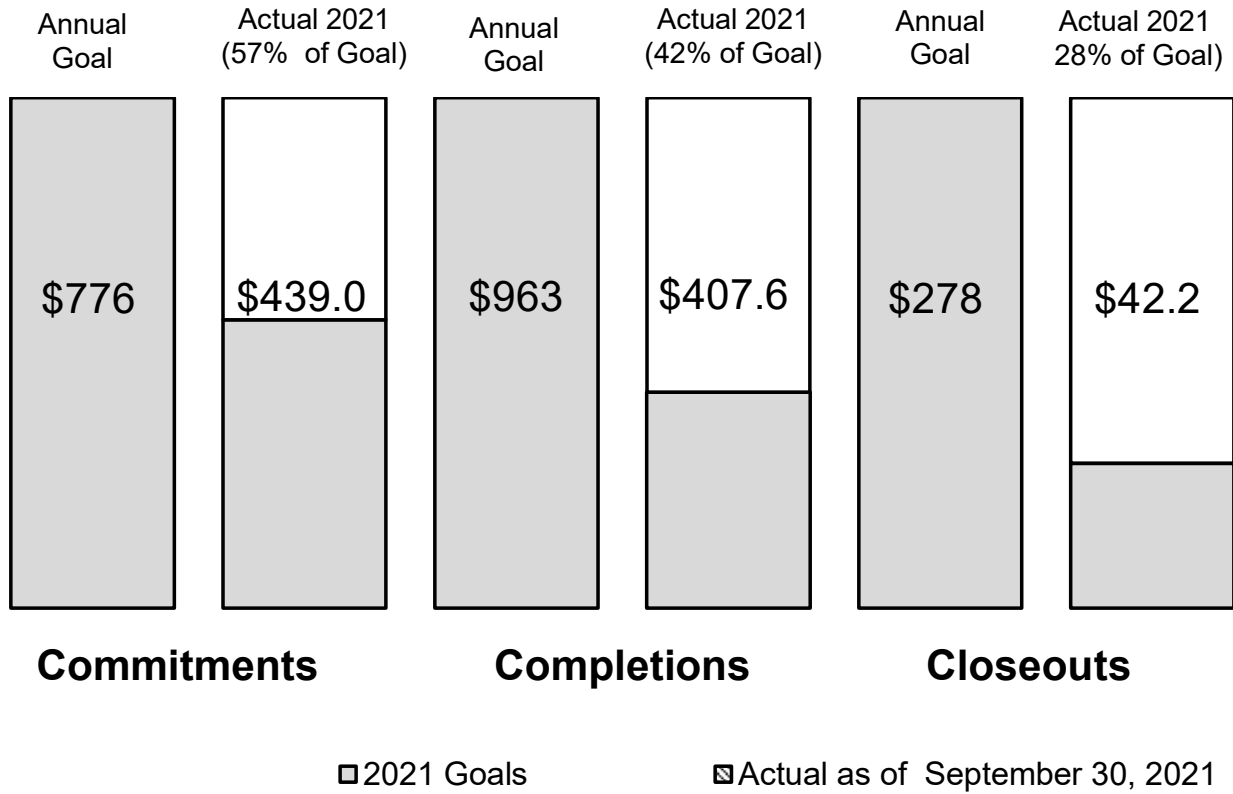 Annual
Goal
Actual 2021
(57%  of Goal)
Annual
Goal
Actual 2021
(42% of Goal)
Annual
Goal
Actual 2021
28% of Goal)
$776
$439.0
$963
$407.6
$278
$42.2
Commitments
Completions
Closeouts
2021 Goals
Actual as of  September 30, 2021